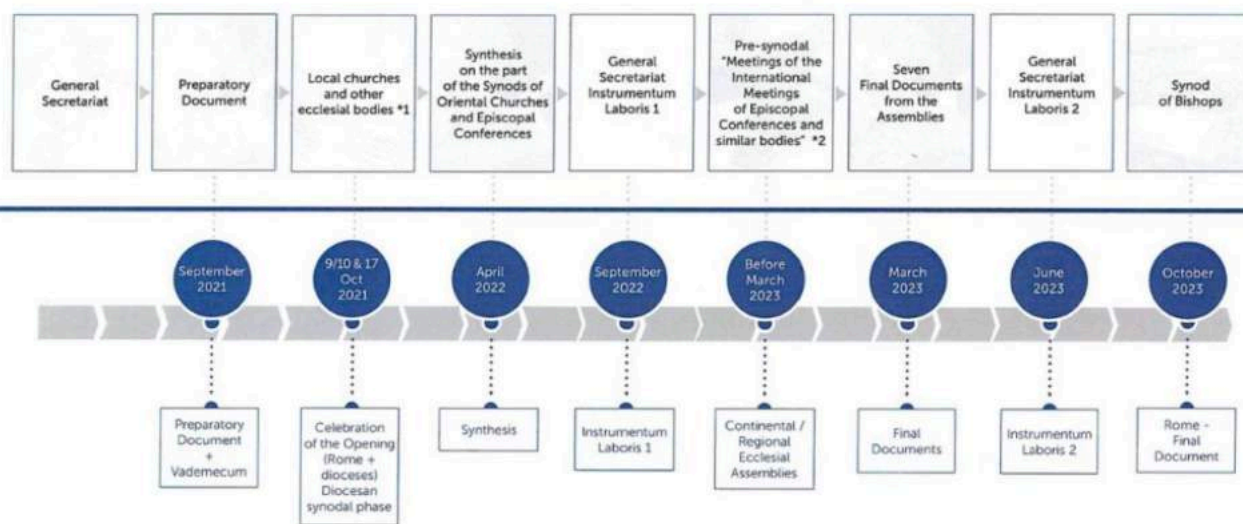 General
Secretariat
Preparatory
Document
Local churches
and other
ecclesial bodies *1
Synthesis
on the part
of the Synods of
Oriental Churches
and Episcopal
Conferences
General
Secretariat
Instrumentum
Laboris 1
Pre-synodal
"Meetings of the
International
Meetings
of Episcopal
Conferences and
similar bodies" *2
Seven
Final Documents
from the
Assemblies
General
Secretariat
Instrumentum
Laboris 2
Synod
of Bishops
September
2021
9/10 & 17
Oct
2021
April
2022
September
2022
Before
March
2023
March
2023
June
2023
October
2023
Preparatory
Document
+
Vademecum
Celebration
of the Opening
(Rome +
dioceses)
Diocesan
synodal phase
Synthesis
Instrumentum
Laboris 1
Continental /
Regional
Ecclesial
Assemblies
Final
Documents
Instrumentum
Laboris 2
Rome -
Final
Document